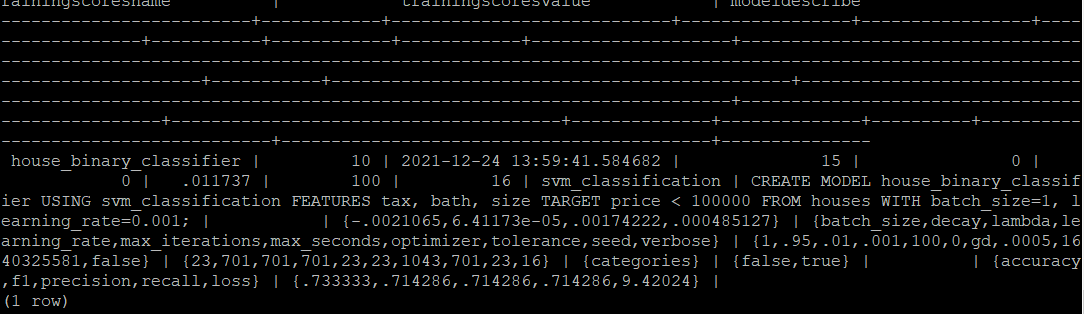 rainingscoresname          |            trainingscoresvalue            | modeldescribe
-------------------------+------------+----------------------------+---------------+----
--------------+-----------+------------+------------+--------------------+----------------------------------
------------------------------------------------------------------------------------------------------------
--------------------+-----------+----------------------------------------------+----------------------------
-------------------------------------------------------------------------+----------------------------------
----------------+---------------------------------------+-----------+-------------+----------+----------
---------------------------+-------------------------------------------+---------------
house_binary_classifier |         10 | 2021-12-24 13:59:41.584682 |              15 |                 0 |
           0 |   .011737 |        100 |         16 | svm_classification | CREATE MODEL house_binary_classif
ier USING svm_classification FEATURES tax, bath, size TARGET price < 100000 FROM houses WITH batch_size=1, l
earning_rate=0.001; |           | {-.0021065,6.41173e-05,.00174222,.000485127} | {batch_size,decay,lambda,le
arning_rate,max_iterations,max_seconds,optimizer,tolerance,seed,verbose} | {1,.95,.01,.001,100,0,gd,.0005,16
40325581,false} | {23,701,701,701,23,23,1043,701,23,16} | {categories} | {false,true} |          | {accuracy
,f1,precision,recall,loss} | {.733333,.714286,.714286,.714286,9.42024} |
(1 row)